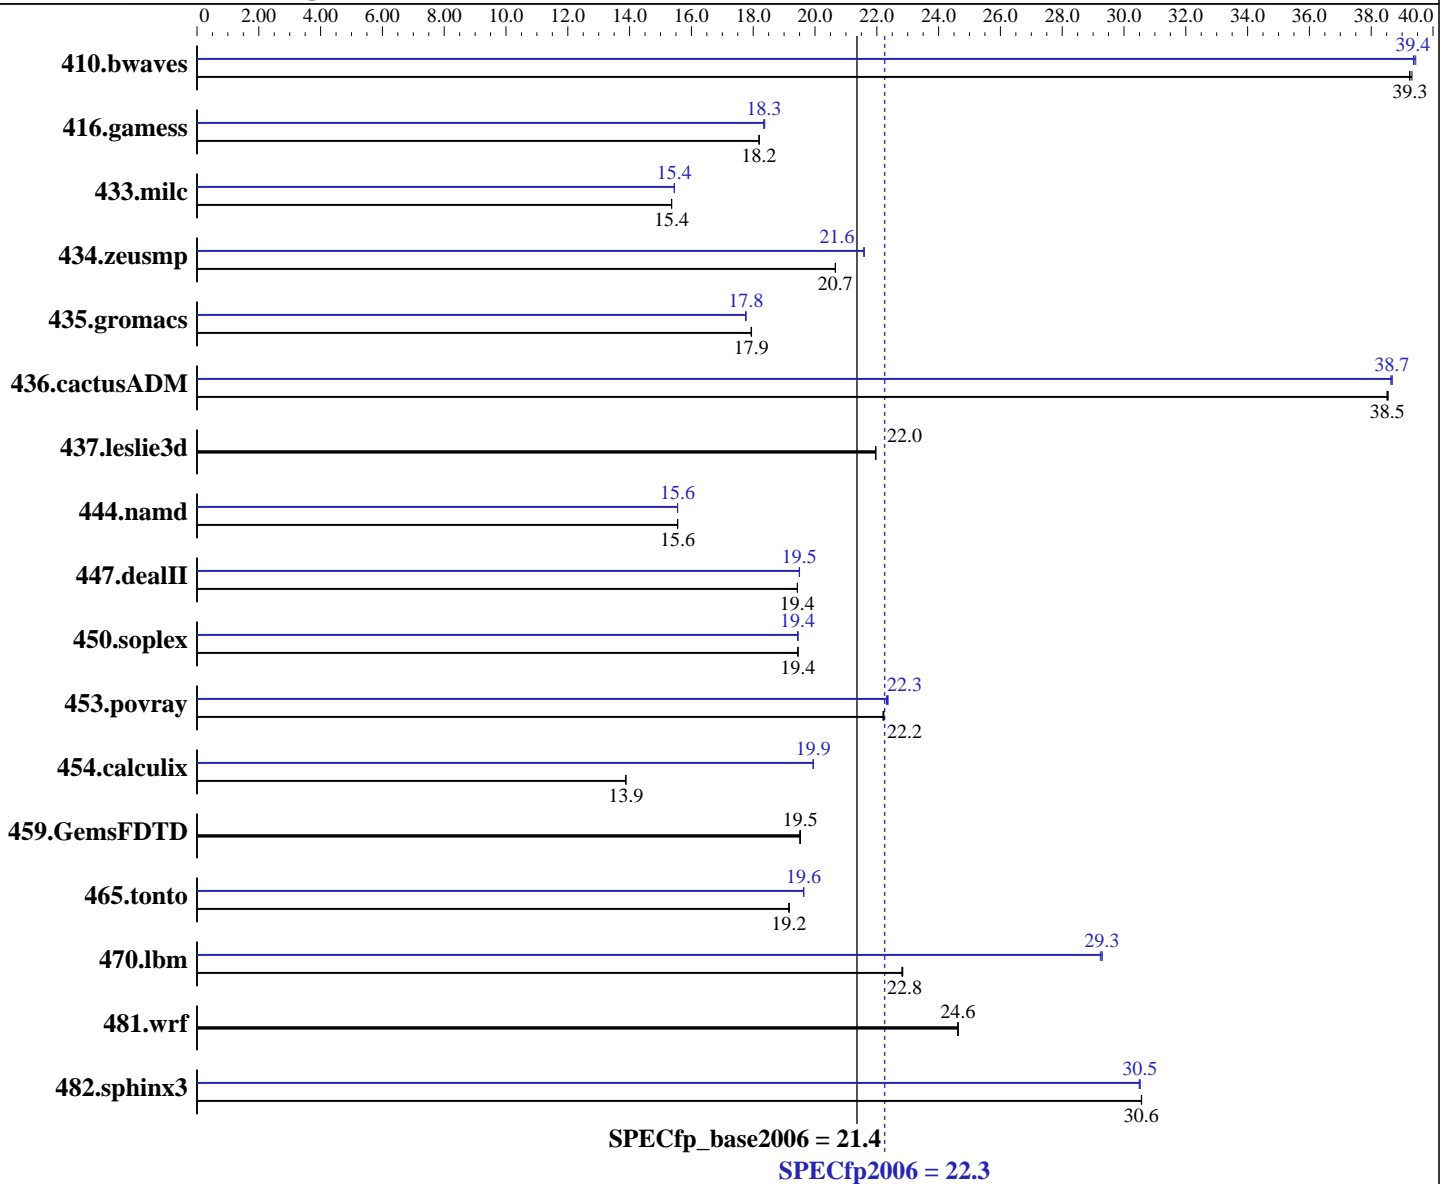 0 2.00 4.00 6.00 8.00 10.0 12.0 14.0 16.0 18.0 20.0 22.0 24.0 26.0 28.0 30.0 32.0 34.0 36.0 38.0 40.0
410.bwaves 39.4
39.3
416.gamess 18.3
18.2
433.milc 15.4
15.4
434.zeusmp 21.6
20.7
435.gromacs 17.8
17.9
436.cactusADM 38.7
38.5
437.leslie3d 22.0
444.namd 15.6
15.6
447.dealII 19.5
19.4
450.soplex 19.4
19.4
453.povray 22.3
22.2
454.calculix 19.9
13.9
459.GemsFDTD 19.5
465.tonto 19.6
19.2
470.lbm 29.3
22.8
481.wrf 24.6
482.sphinx3 30.5
30.6
SPECfp_base2006 = 21.4
SPECfp2006 = 22.3